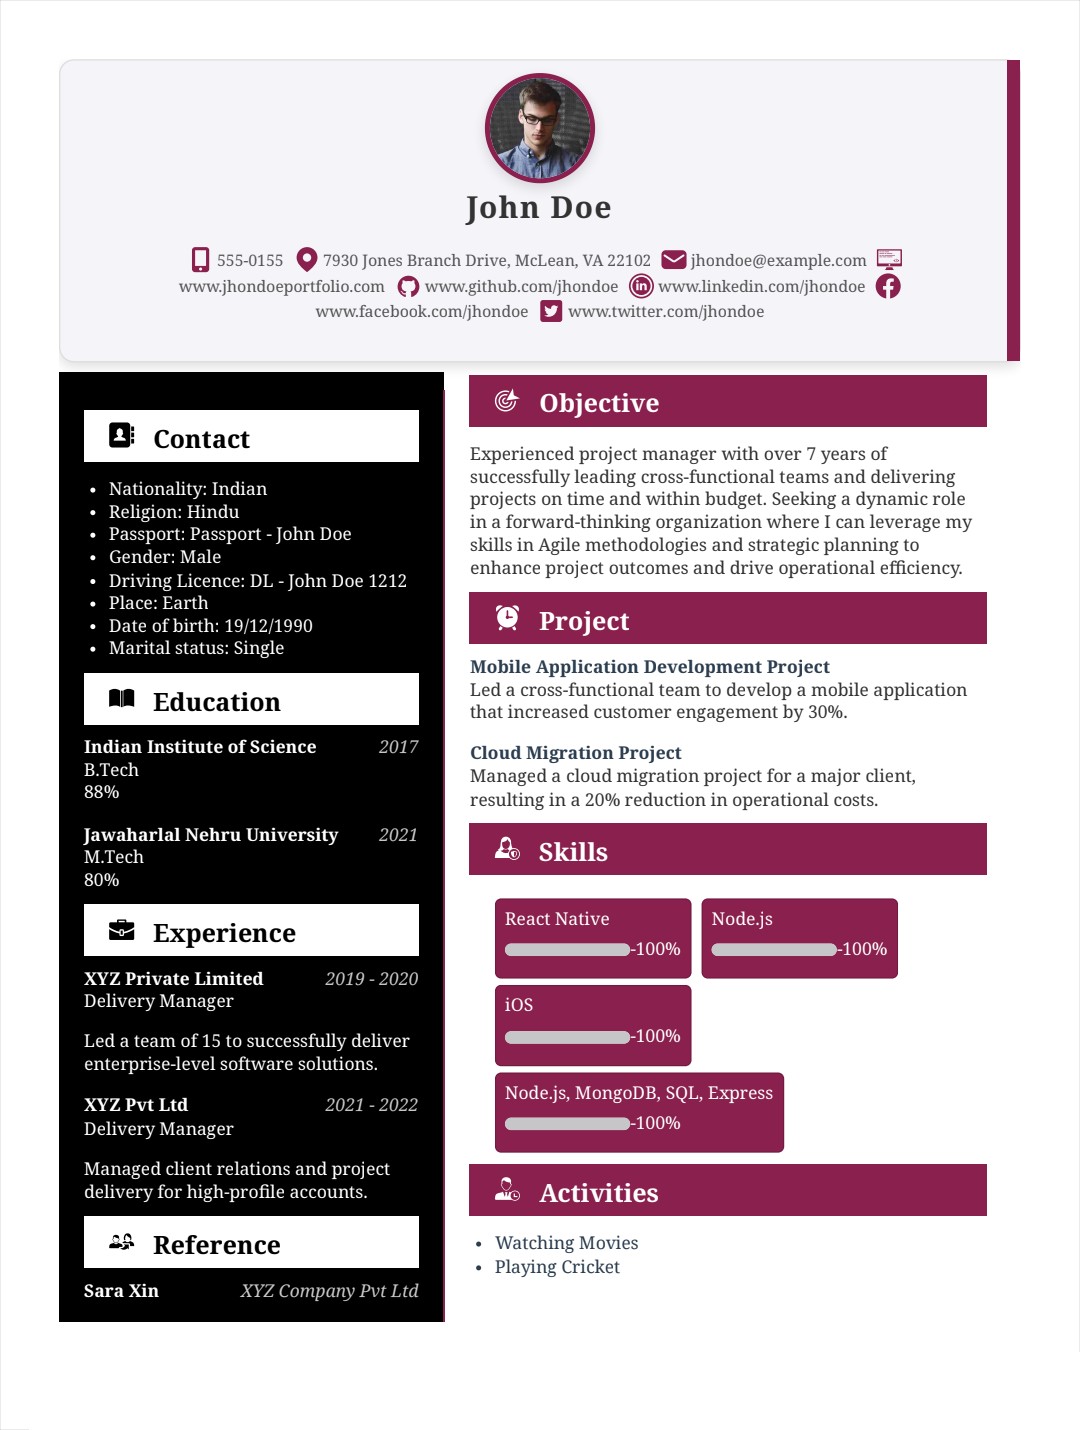 John Doe
555-0155 7930 Jones Branch Drive, McLean, VA 22102 jhondoe@example.com
www.jhondoeportfolio.com www.github.com/jhondoe www.linkedin.com/jhondoe
www.facebook.com/jhondoe www.twitter.com/jhondoe
Contact
• Nationality: Indian
• Religion: Hindu
• Passport: Passport - John Doe
• Gender: Male
• Driving Licence: DL - John Doe 1212
• Place: Earth
• Date of birth: 19/12/1990
• Marital status: Single
Education
Indian Institute of Science 2017
B.Tech
88%
Jawaharlal Nehru University 2021
M.Tech
80%
Experience
XYZ Private Limited 2019 - 2020
Delivery Manager
Led a team of 15 to successfully deliver
enterprise-level software solutions.
XYZ Pvt Ltd 2021 - 2022
Delivery Manager
Managed client relations and project
delivery for high-profile accounts.
Reference
Sara Xin XYZ Company Pvt Ltd
Objective
Experienced project manager with over 7 years of
successfully leading cross-functional teams and delivering
projects on time and within budget. Seeking a dynamic role
in a forward-thinking organization where I can leverage my
skills in Agile methodologies and strategic planning to
enhance project outcomes and drive operational efficiency.
Project
Mobile Application Development Project
Led a cross-functional team to develop a mobile application
that increased customer engagement by 30%.
Cloud Migration Project
Managed a cloud migration project for a major client,
resulting in a 20% reduction in operational costs.
Skills
React Native
-100%
Node.js
-100%
iOS
-100%
Node.js, MongoDB, SQL, Express
-100%
Activities
• Watching Movies
• Playing Cricket